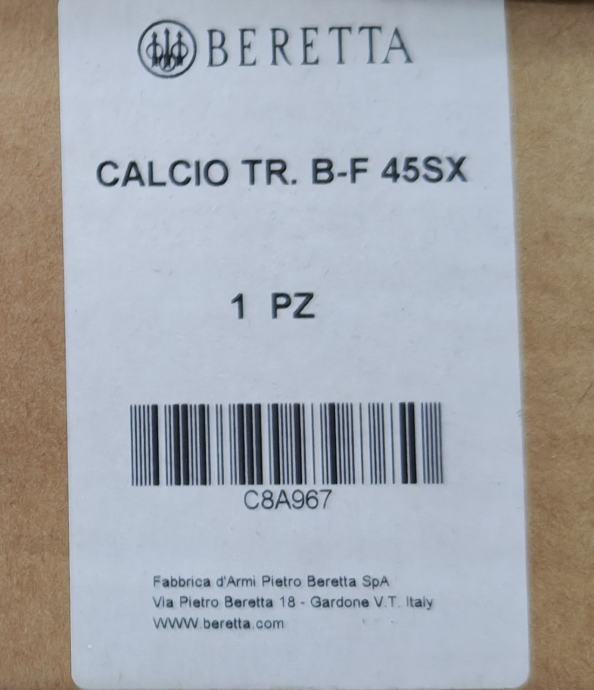 BERETTA
CALCIO TR. B-F 45SX
1 PZ
C8A967
Fabbrica d'Armi Pietro Beretta SpA
Via Pietro Beretta 18 - Gardone V.T. Italy
WWW.beretta.com